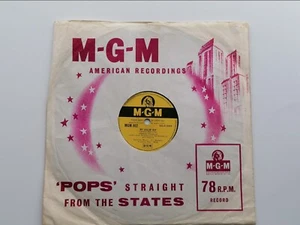 M-G-M
AMERICAN RECORDINGS
M-G-M
'POPS' STRAIGHT
FROM THE STATES
M-G-M
78 R.P.M.
RECORD